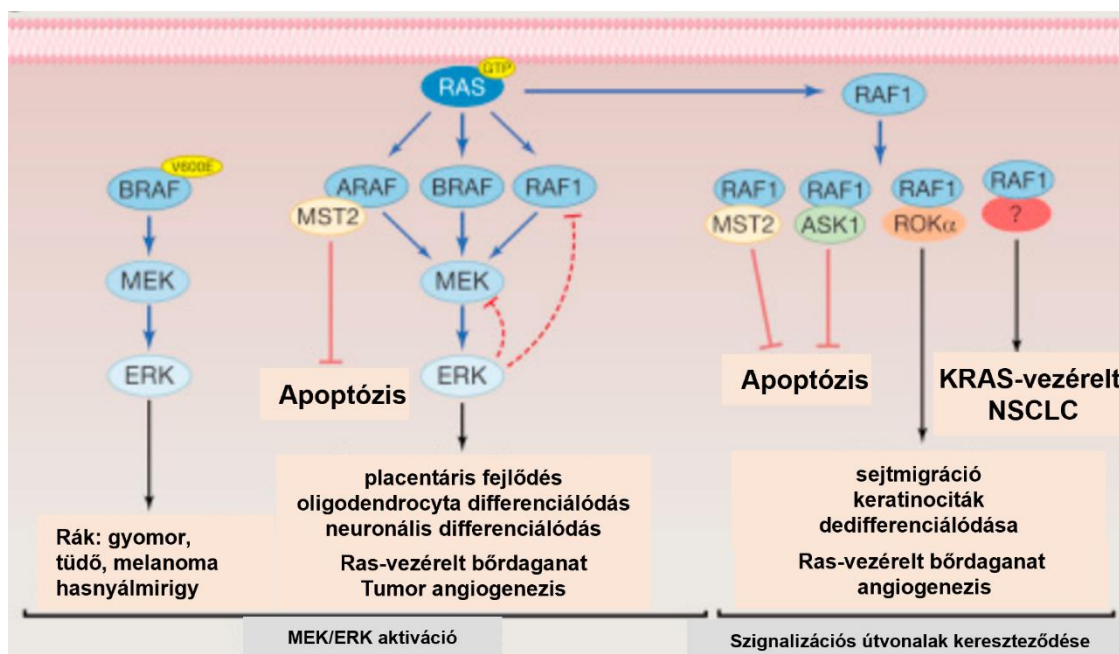 GTP
RAS
RAF1
V600E
BRAF
ARAF
BRAF
RAF1
MST2
RAF1
RAF1
RAF1
RAF1
MST2
ASK1
ROKα
?
MEK
MEK
ERK
ERK
Apoptózis
Apoptózis
KRAS-vezérelt
NSCLC
Rák: gyomor,
tüdő, melanoma
hasnyálmirigy
placentáris fejlődés
oligodendrocyta differenciálódás
neuronális differenciálódás
Ras-vezérelt bőrdaganat
Tumor angiogenezis
sejtmigráció
keratinociták
dedifferenciálódása
Ras-vezérelt bőrdaganat
angiogenezis
MEK/ERK aktiváció
Szignalizációs útvonalak kereszteződése